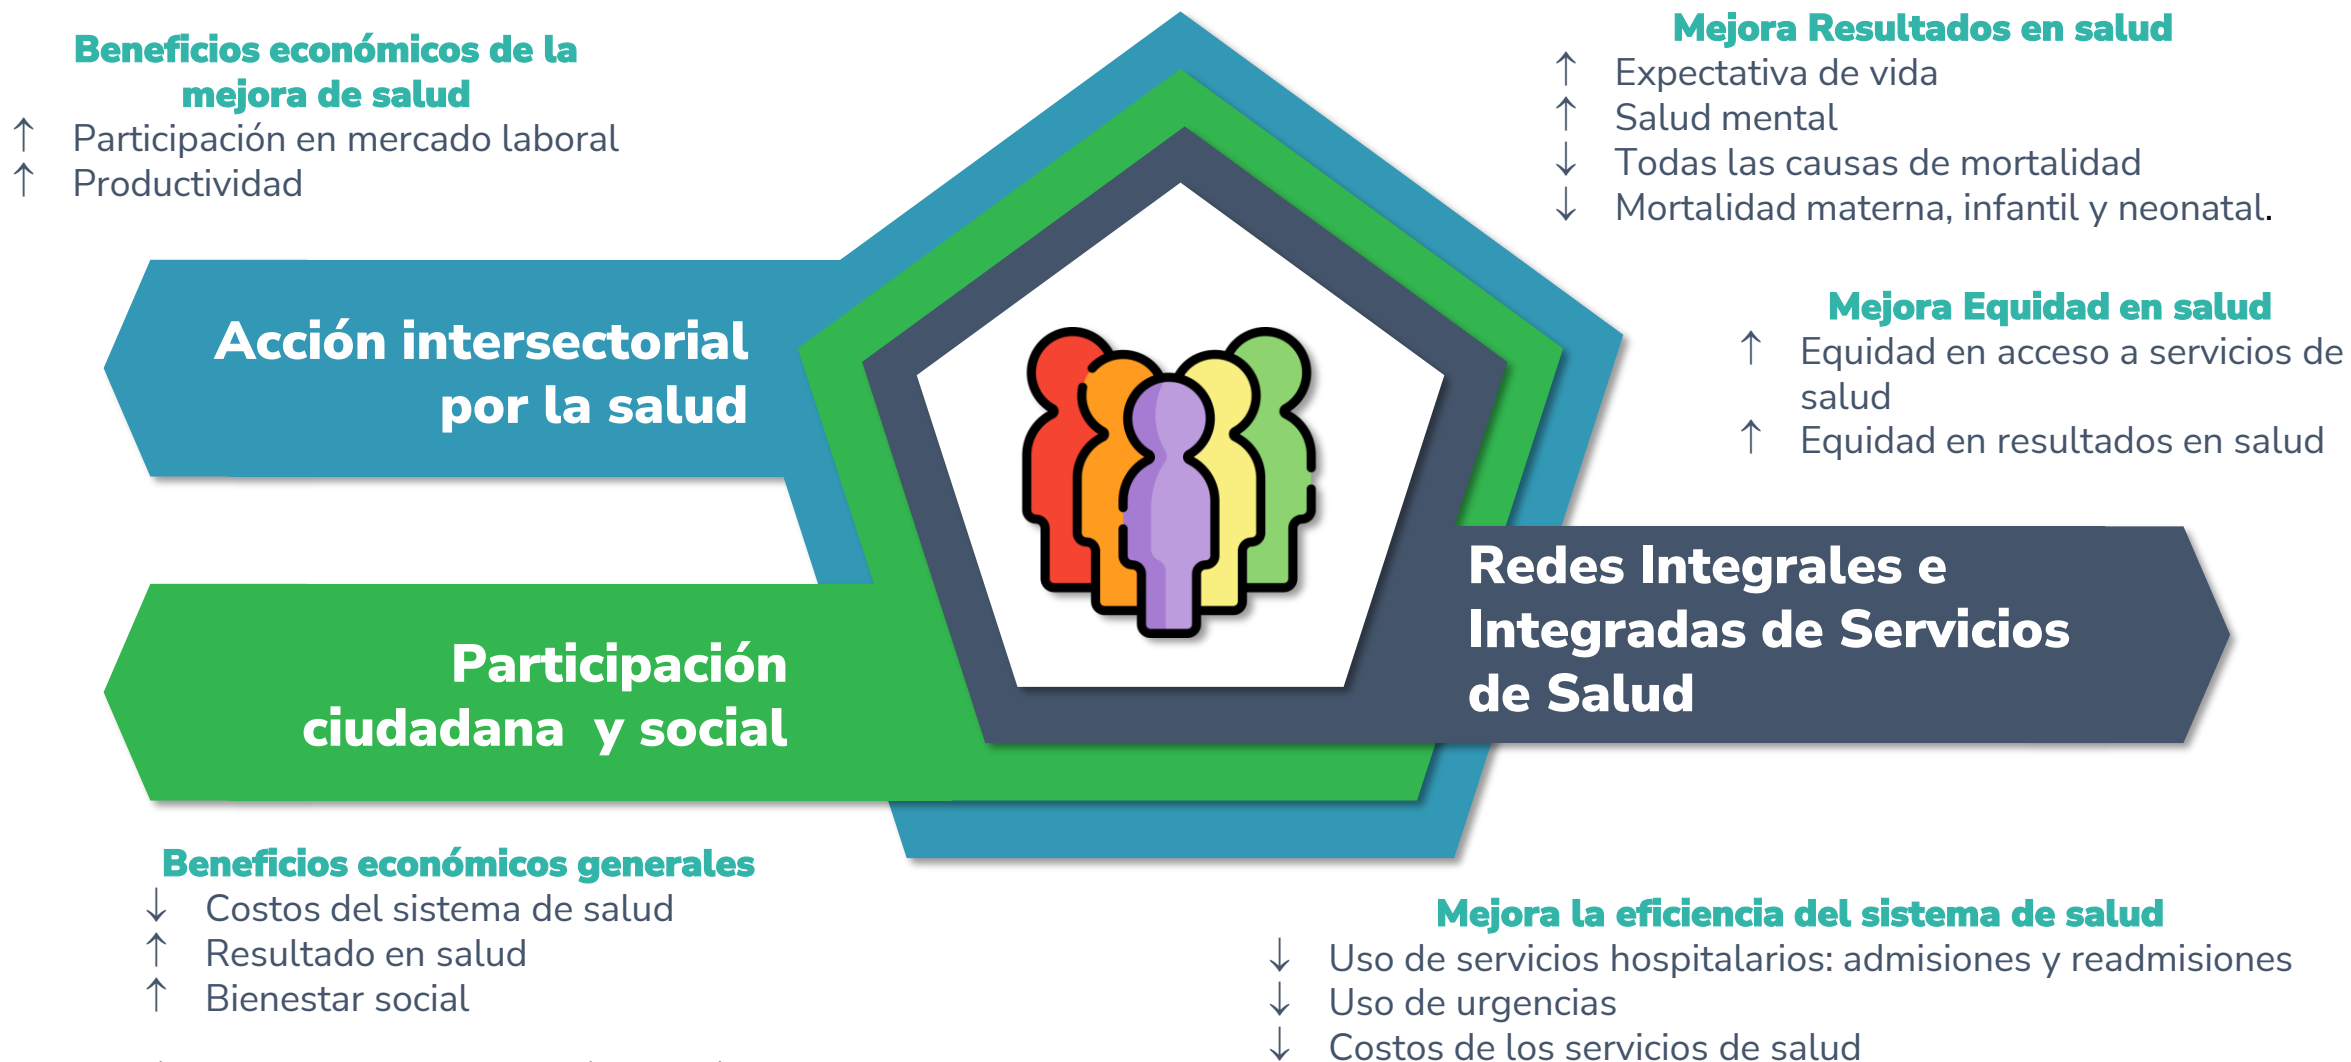 Beneficios económicos de la
mejora de salud
↑ Participación en mercado laboral
↑ Productividad
Mejora Resultados en salud
↑ Expectativa de vida
↑ Salud mental
↓ Todas las causas de mortalidad
↓ Mortalidad materna, infantil y neonatal.
Mejora Equidad en salud
↑ Equidad en acceso a servicios de
salud
↑ Equidad en resultados en salud
Acción intersectorial
por la salud
Participación
ciudadana y social
Redes Integrales e
Integradas de Servicios
de Salud
Beneficios económicos generales
↓ Costos del sistema de salud
↑ Resultado en salud
↑ Bienestar social
Mejora la eficiencia del sistema de salud
↓ Uso de servicios hospitalarios: admisiones y readmisiones
↓ Uso de urgencias
↓ Costos de los servicios de salud